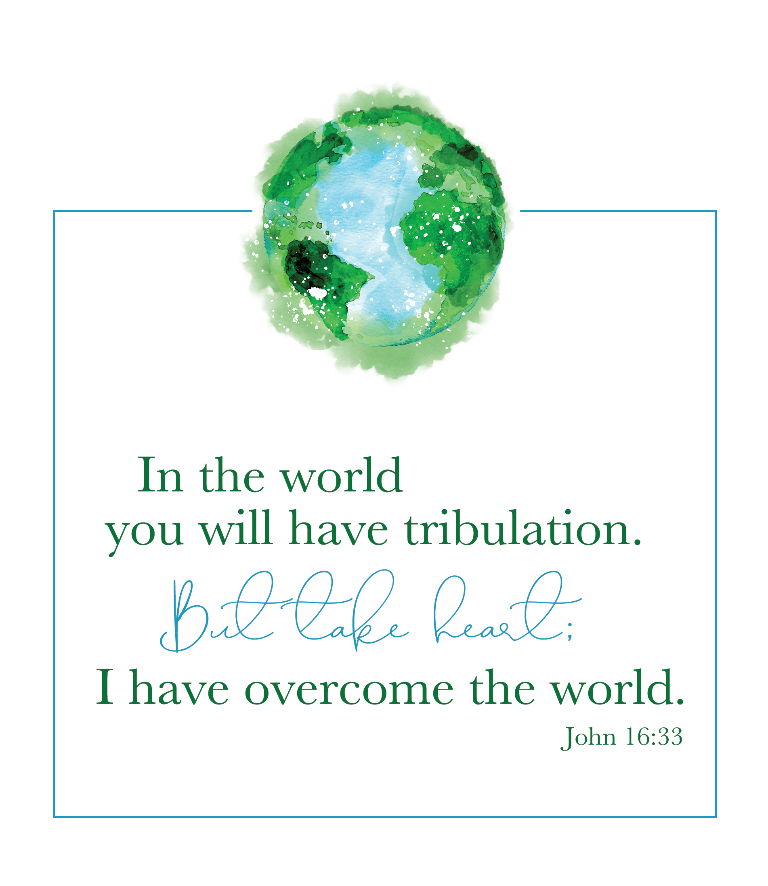 In the world
you will have tribulation.
But take heart;
I have overcome the world.
John 16:33